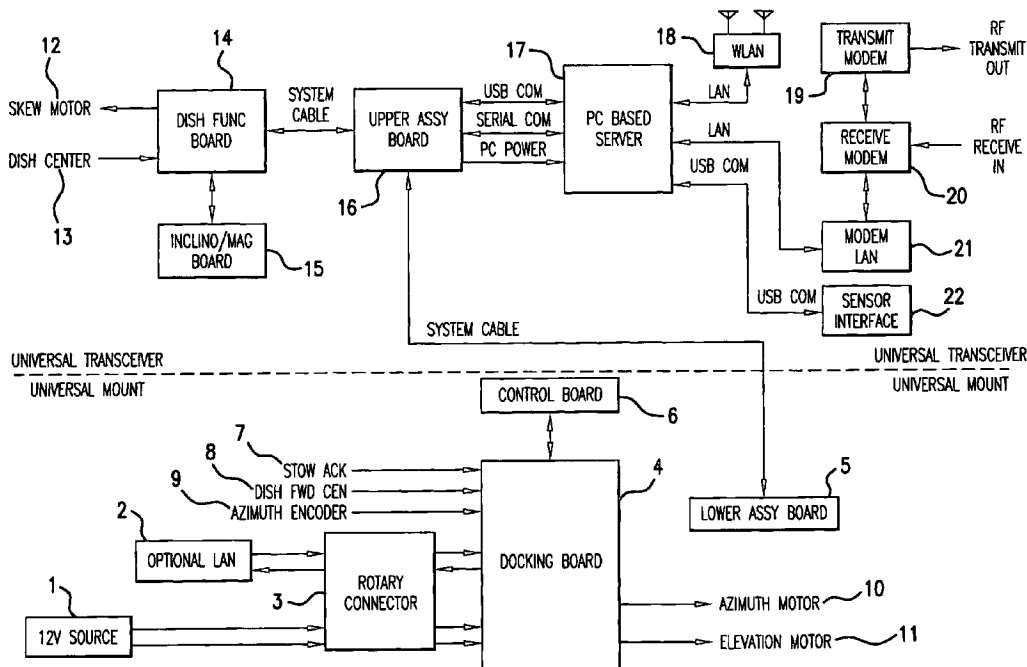 12
SKEW MOTOR
DISH CENTER
13
14
DISH FUNC
BOARD
INCLINO/MAG
BOARD
15
SYSTEM
CABLE
UPPER ASSY
BOARD
16
USB COM
SERIAL COM
PC POWER
17
PC BASED
SERVER
18
WLAN
LAN
LAN
USB COM
TRANSMIT
MODEM
19
RF
TRANSMIT
OUT
RECEIVE
MODEM
20
RF
RECEIVE
IN
MODEM
LAN
21
USB COM
SENSOR
INTERFACE
22
SYSTEM CABLE
UNIVERSAL TRANSCEIVER
UNIVERSAL TRANSCEIVER
UNIVERSAL MOUNT
UNIVERSAL MOUNT
CONTROL BOARD
6
7
STOW ACK
8
DISH FWD CEN
9
AZIMUTH ENCODER
4
DOCKING BOARD
5
LOWER ASSY BOARD
2
OPTIONAL LAN
3
ROTARY
CONNECTOR
1
12V SOURCE
AZIMUTH MOTOR
10
ELEVATION MOTOR
11